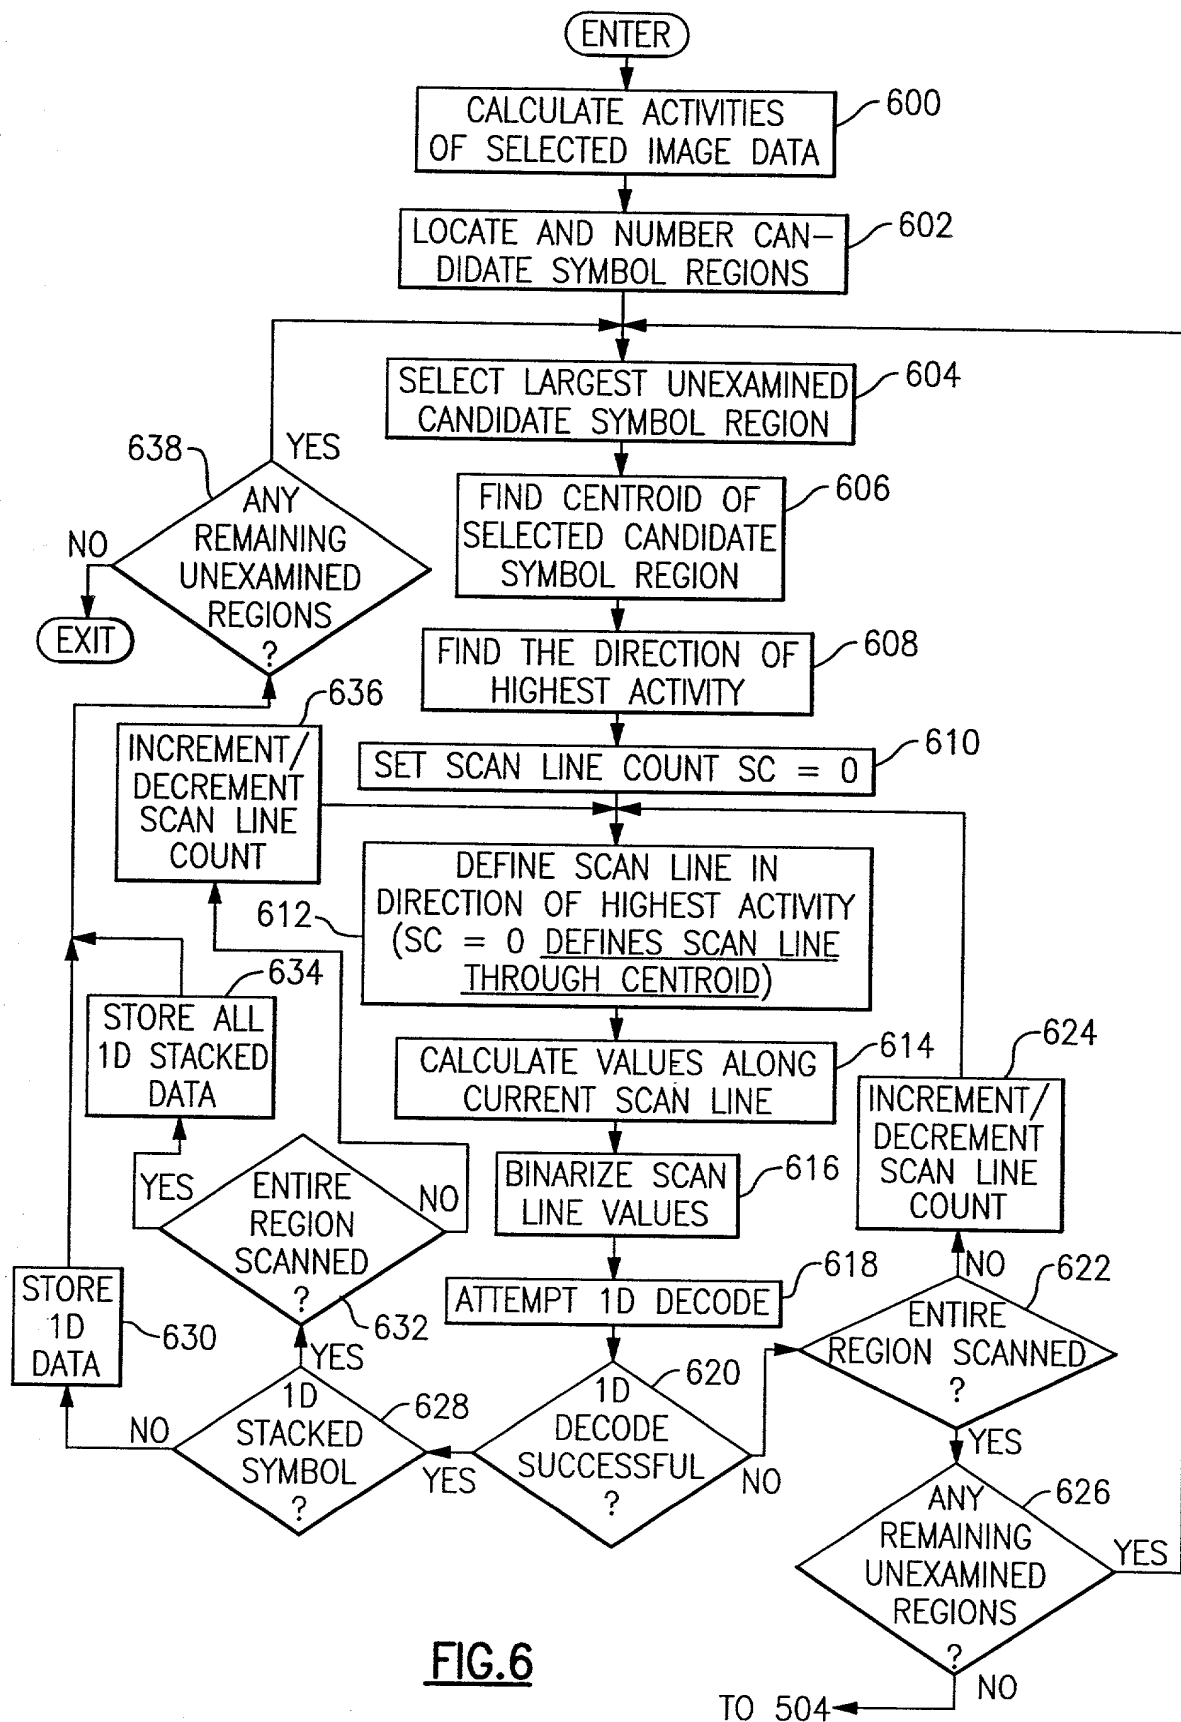 ENTER
CALCULATE ACTIVITIES
OF SELECTED IMAGE DATA
600
LOCATE AND NUMBER CAN-
DIDATE SYMBOL REGIONS
602
SELECT LARGEST UNEXAMINED
CANDIDATE SYMBOL REGION
604
638
YES
ANY
REMAINING
UNEXAMINED
REGIONS
?
NO
EXIT
FIND CENTROID OF
SELECTED CANDIDATE
SYMBOL REGION
606
FIND THE DIRECTION OF
HIGHEST ACTIVITY
608
636
INCREMENT/
DECREMENT
SCAN LINE
COUNT
SET SCAN LINE COUNT SC = 0
610
DEFINE SCAN LINE IN
DIRECTION OF HIGHEST ACTIVITY
(SC = 0 DEFINES SCAN LINE
THROUGH CENTROID)
612
634
STORE ALL
1D STACKED
DATA
CALCULATE VALUES ALONG
CURRENT SCAN LINE
614
624
INCREMENT/
DECREMENT
SCAN LINE
COUNT
YES
ENTIRE
REGION
SCANNED
?
NO
632
BINARIZE SCAN
LINE VALUES
616
ATTEMPT 1D DECODE
618
NO
622
ENTIRE
REGION SCANNED
?
STORE
1D
DATA
630
YES
1D
STACKED
SYMBOL
?
628
NO
YES
1D
DECODE
SUCCESSFUL
?
620
NO
YES
ANY
REMAINING
UNEXAMINED
REGIONS
?
626
YES
NO
TO 504
FIG.6